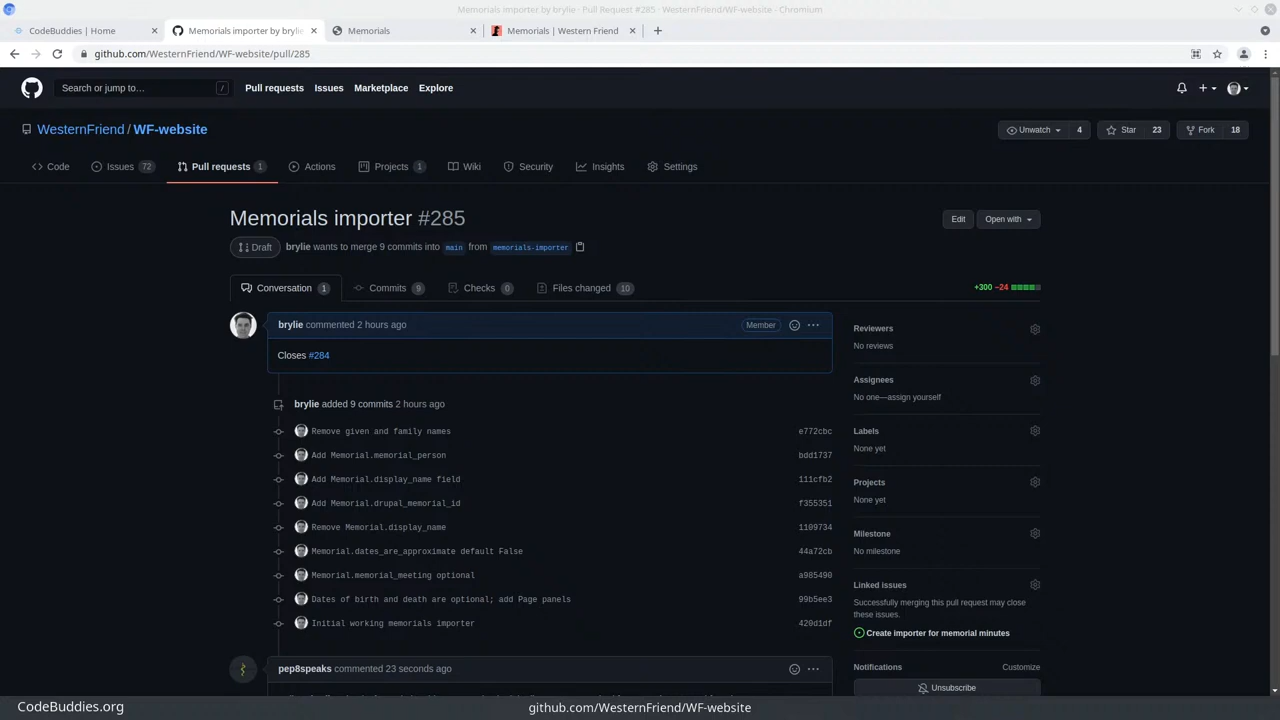 Memorials importer by brylie · Pull Request #285 · WesternFriend/WF-website - Chromium
CodeBuddies | Home
Memorials importer by brylie
Memorials
Memorials | Western Friend
github.com/WesternFriend/WF-website/pull/285
Search or jump to…
/
Pull requests
Issues
Marketplace
Explore
WesternFriend / WF-website
Unwatch 4
Star 23
Fork 18
Code
Issues 72
Pull requests 1
Actions
Projects 1
Wiki
Security
Insights
Settings
Memorials importer #285
Edit
Open with
Draft
brylie wants to merge 9 commits into main from memorials-importer
Conversation 1
Commits 9
Checks 0
Files changed 10
+300 −24
brylie commented 2 hours ago
Member
Closes #284
brylie added 9 commits 2 hours ago
Remove given and family names e772cbc
Add Memorial.memorial_person bdd1737
Add Memorial.display_name field 111cfb2
Add Memorial.drupal_memorial_id f355351
Remove Memorial.display_name 1109734
Memorial.dates_are_approximate default False 44a72cb
Memorial.memorial_meeting optional a985490
Dates of birth and death are optional; add Page panels 99b5ee3
Initial working memorials importer 420d1df
pep8speaks commented 23 seconds ago
Reviewers
No reviews
Assignees
No one—assign yourself
Labels
None yet
Projects
None yet
Milestone
No milestone
Linked issues
Successfully merging this pull request may close
these issues.
Create importer for memorial minutes
Notifications
Customize
Unsubscribe
CodeBuddies.org
github.com/WesternFriend/WF-website